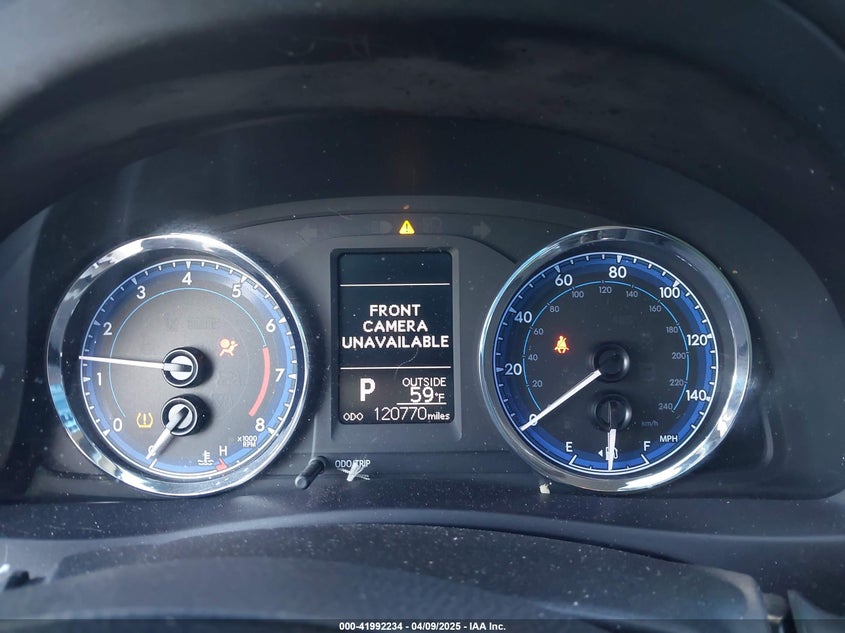 FRONT
CAMERA
UNAVAILABLE
P
OUTSIDE
59°F
ODO 120770 miles
0 1 2 3 4 5 6 7 8
x1000
RPM
C H
ODO/TRIP
0 20 40 60 80 100 120 140
20 40 60 80 100 120 140 160 180 200 220 240
km/h
MPH
E F
000-41992234 - 04/09/2025 - IAA Inc.